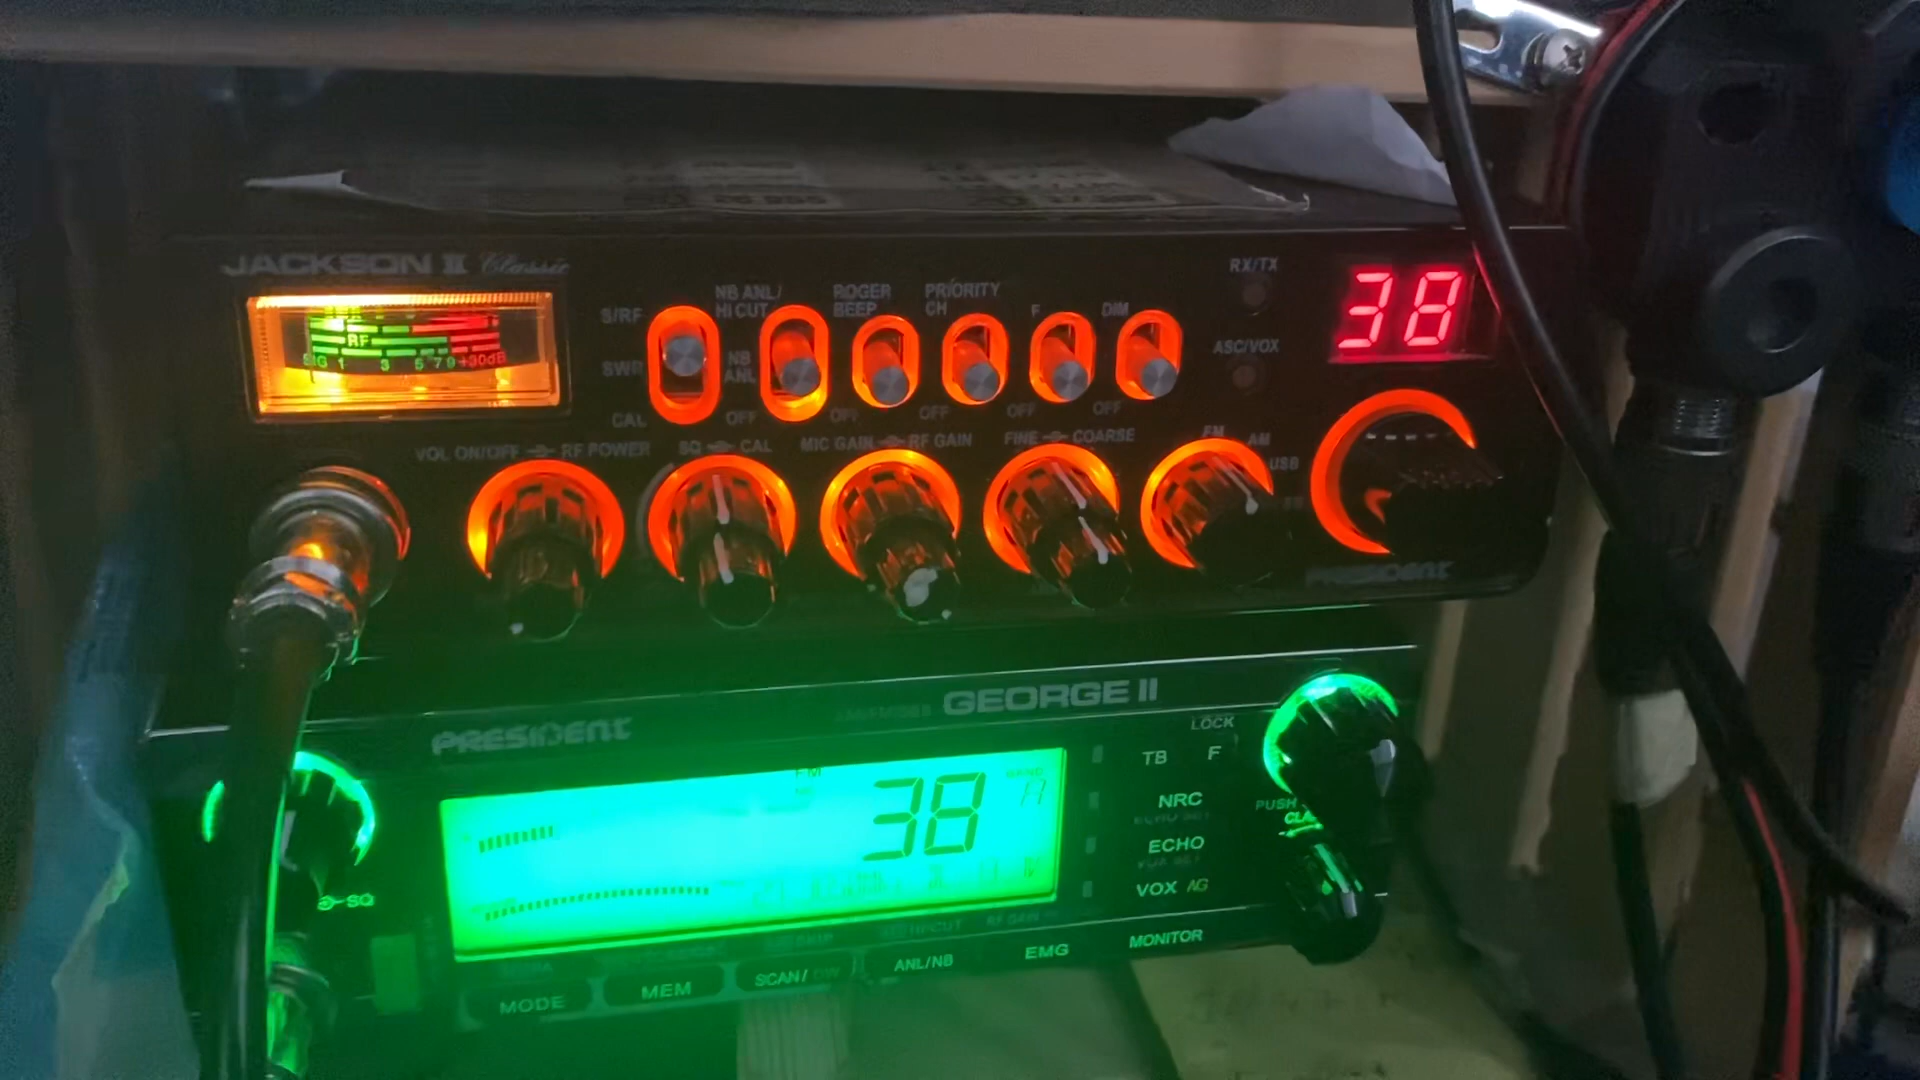 JACKSON II Classic
RX/TX
38
S/RF
NB ANL/
HI CUT
ROGER
BEEP
PRIORITY
CH
F
DIM
RF
SIG 1 3 5 7 9 +30dB
SWR
NB
ANL
ASC/VOX
CAL
OFF
OFF
OFF
OFF
OFF
VOL ON/OFF RF POWER
SQ CAL
MIC GAIN RF GAIN
FINE COARSE
FM
AM
USB
PRESIDENT
PRESIDENT
GEORGE II
LOCK
TB
F
FM
38
NRC
PUSH
ECHO
VOX AG
SQ
MODE
MEM
SCAN/ DW
ANL/NB
EMG
MONITOR